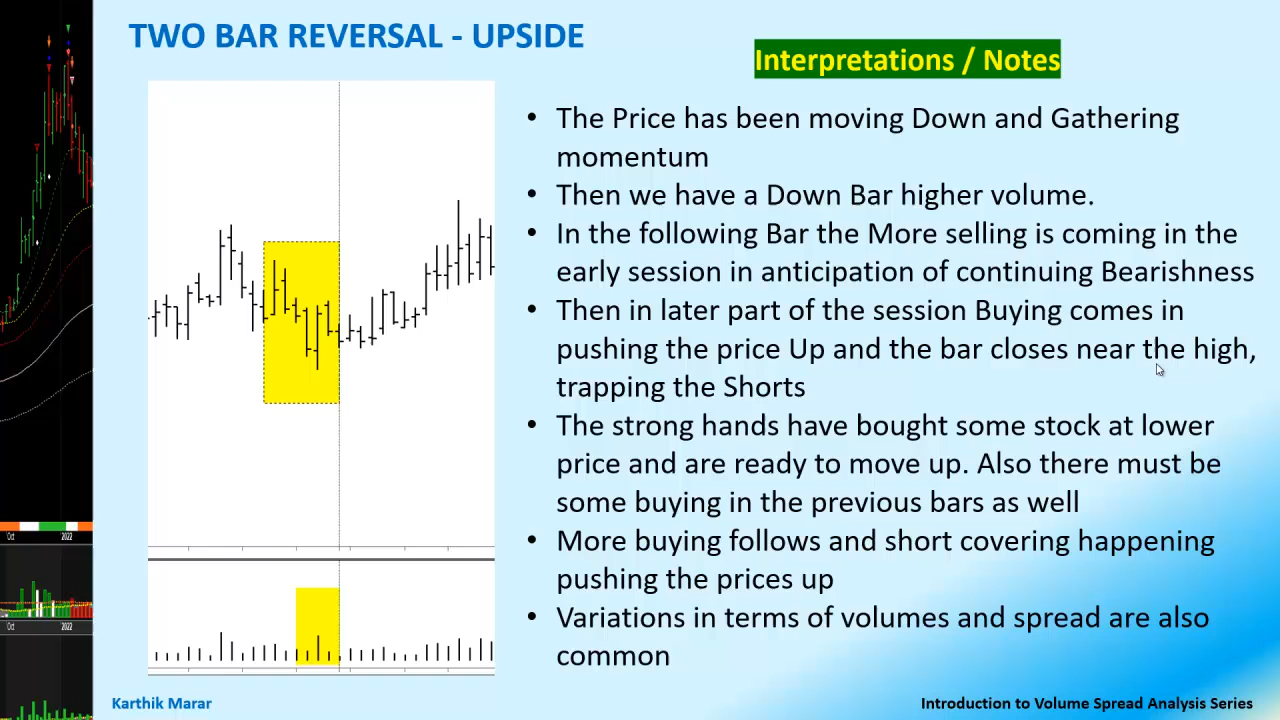 TWO BAR REVERSAL - UPSIDE
Interpretations / Notes
• The Price has been moving Down and Gathering
momentum
• Then we have a Down Bar higher volume.
• In the following Bar the More selling is coming in the
early session in anticipation of continuing Bearishness
• Then in later part of the session Buying comes in
pushing the price Up and the bar closes near the high,
trapping the Shorts
• The strong hands have bought some stock at lower
price and are ready to move up. Also there must be
some buying in the previous bars as well
• More buying follows and short covering happening
pushing the prices up
• Variations in terms of volumes and spread are also
common
Oct 2022
Oct 2022
Karthik Marar
Introduction to Volume Spread Analysis Series